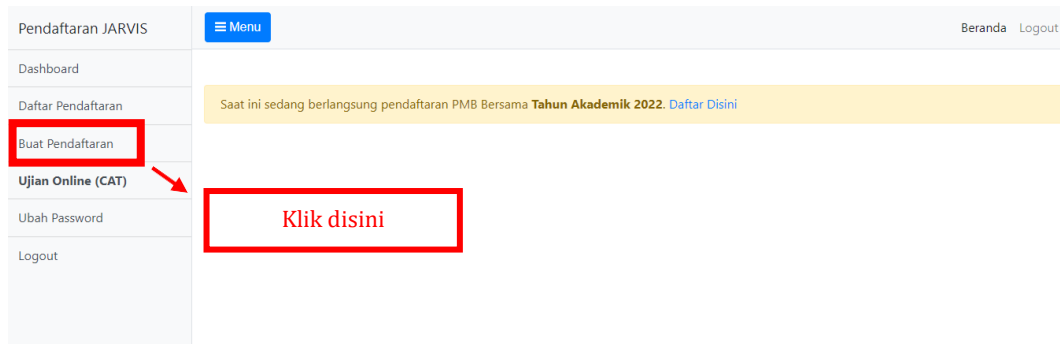 Pendaftaran JARVIS
Menu
Beranda Logout
Dashboard
Daftar Pendaftaran
Saat ini sedang berlangsung pendaftaran PMB Bersama Tahun Akademik 2022. Daftar Disini
Buat Pendaftaran
Ujian Online (CAT)
Ubah Password
Klik disini
Logout